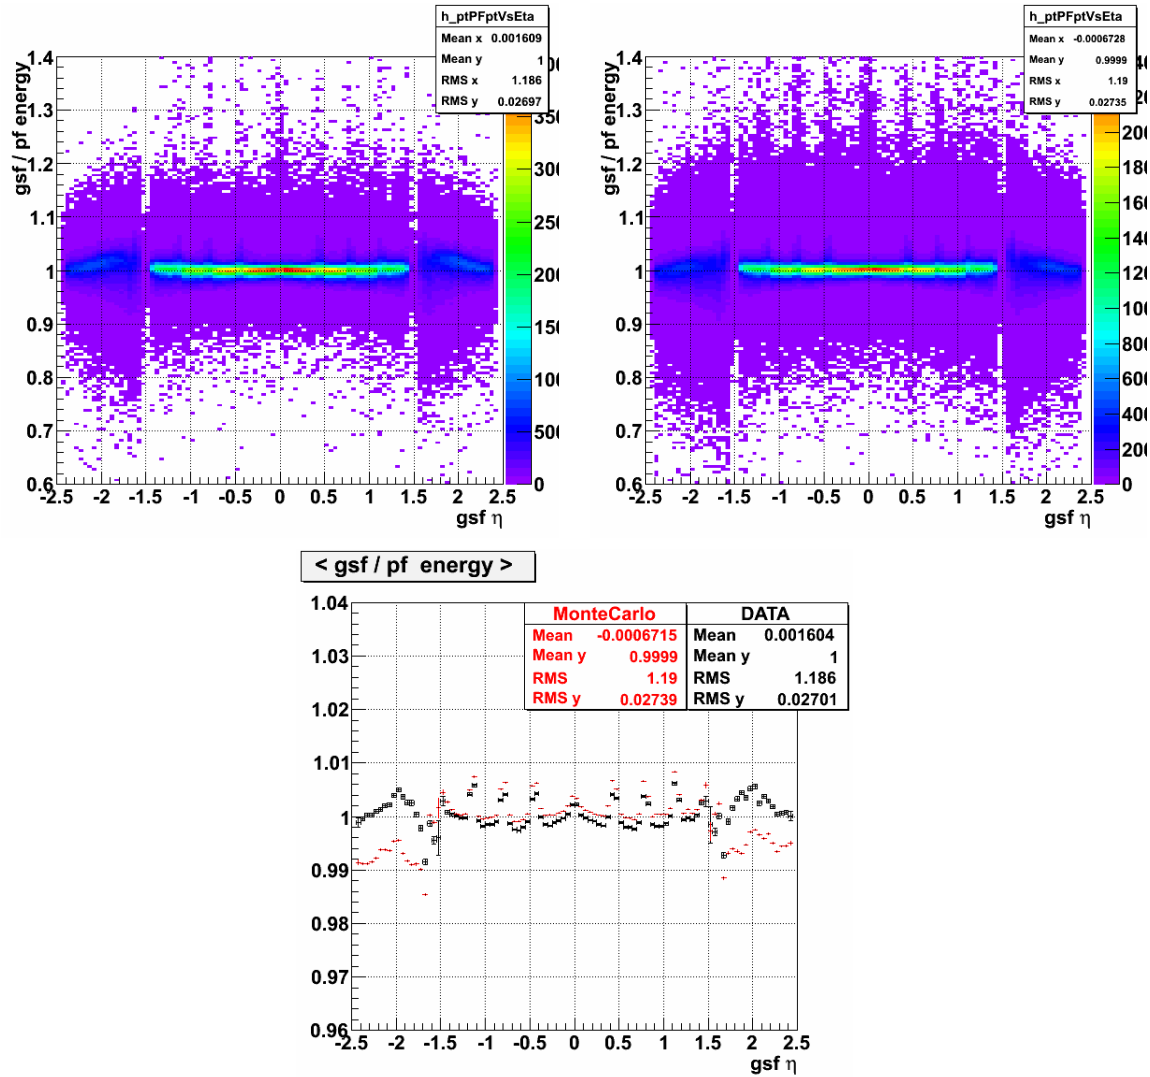 h_ptPFptVsEta
Mean x 0.001609
Mean y 1
RMS x 1.186
RMS y 0.02697
gsf / pf energy
1.4
1.3
1.2
1.1
1
0.9
0.8
0.7
0.6
-2.5 -2 -1.5 -1 -0.5 0 0.5 1 1.5 2 2.5
gsf η
350
300
250
200
150
100
500
0
h_ptPFptVsEta
Mean x -0.0006728
Mean y 0.9999
RMS x 1.19
RMS y 0.02735
gsf / pf energy
1.4
1.3
1.2
1.1
1
0.9
0.8
0.7
0.6
-2.5 -2 -1.5 -1 -0.5 0 0.5 1 1.5 2 2.5
gsf η
220
200
180
160
140
120
100
800
600
400
200
0
< gsf / pf energy >
MonteCarlo
Mean -0.0006715
Mean y 0.9999
RMS 1.19
RMS y 0.02739
DATA
Mean 0.001604
Mean y 1
RMS 1.186
RMS y 0.02701
1.04
1.03
1.02
1.01
1
0.99
0.98
0.97
0.96
-2.5 -2 -1.5 -1 -0.5 0 0.5 1 1.5 2 2.5
gsf η